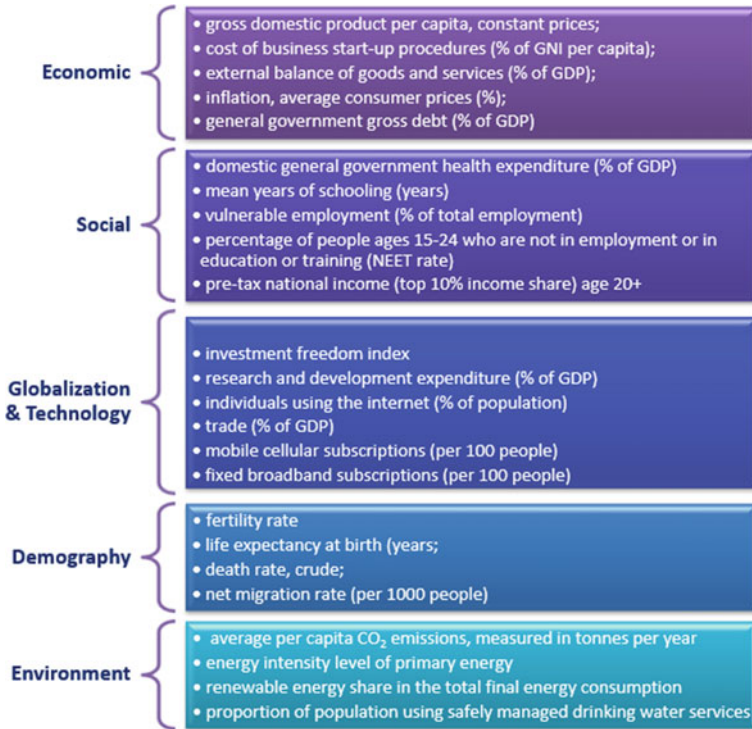 Economic
• gross domestic product per capita, constant prices;
• cost of business start-up procedures (% of GNI per capita);
• external balance of goods and services (% of GDP);
• inflation, average consumer prices (%);
• general government gross debt (% of GDP)
Social
• domestic general government health expenditure (% of GDP)
• mean years of schooling (years)
• vulnerable employment (% of total employment)
• percentage of people ages 15-24 who are not in employment or in
education or training (NEET rate)
• pre-tax national income (top 10% income share) age 20+
Globalization
& Technology
• investment freedom index
• research and development expenditure (% of GDP)
• individuals using the internet (% of population)
• trade (% of GDP)
• mobile cellular subscriptions (per 100 people)
• fixed broadband subscriptions (per 100 people)
Demography
• fertility rate
• life expectancy at birth (years;
• death rate, crude;
• net migration rate (per 1000 people)
Environment
• average per capita CO₂ emissions, measured in tonnes per year
• energy intensity level of primary energy
• renewable energy share in the total final energy consumption
• proportion of population using safely managed drinking water services